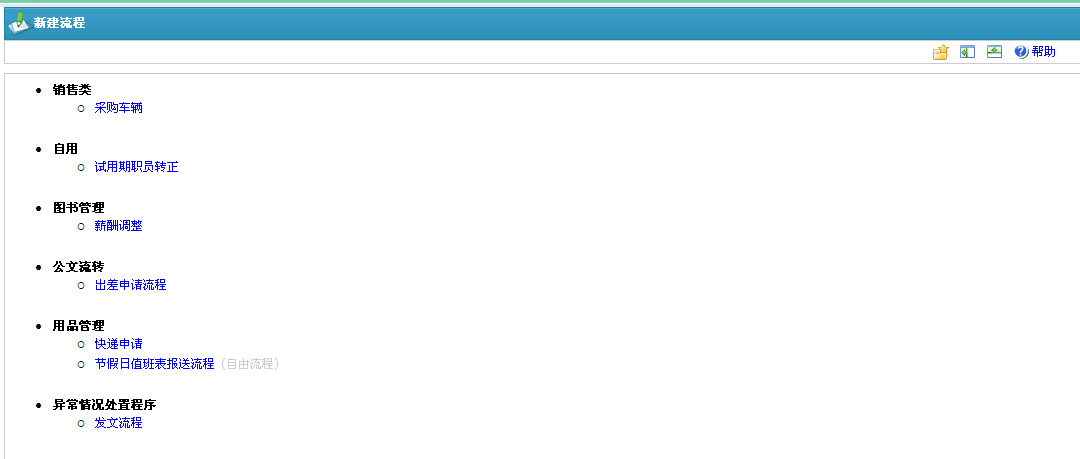 新建流程
帮助
销售类
采购车辆
自用
试用期职员转正
图书管理
薪酬调整
公文流转
出差申请流程
用品管理
快递申请
节假日值班表报送流程（自由流程）
异常情况处置程序
发文流程